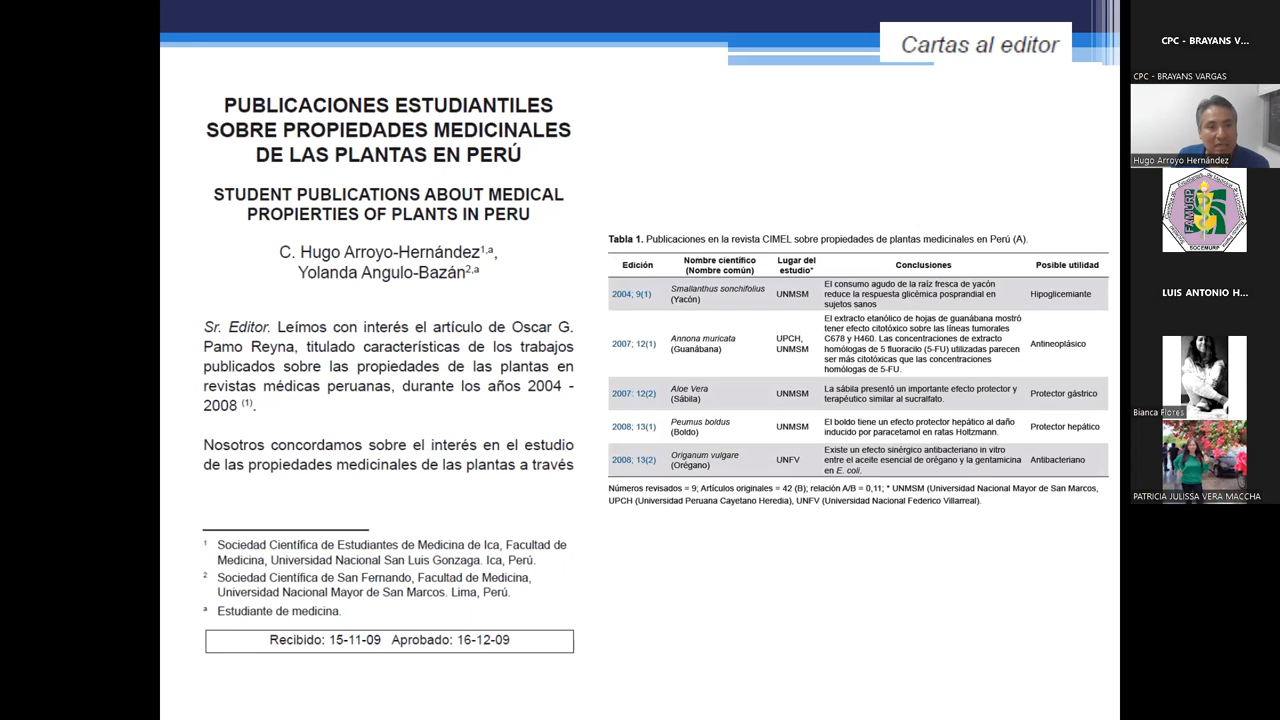 Cartas al editor
PUBLICACIONES ESTUDIANTILES
SOBRE PROPIEDADES MEDICINALES
DE LAS PLANTAS EN PERÚ
STUDENT PUBLICATIONS ABOUT MEDICAL
PROPIERTIES OF PLANTS IN PERU
C. Hugo Arroyo-Hernández1,a,
Yolanda Angulo-Bazán2,a
Sr. Editor. Leímos con interés el artículo de Oscar G.
Pamo Reyna, titulado características de los trabajos
publicados sobre las propiedades de las plantas en
revistas médicas peruanas, durante los años 2004 -
2008 (1).
Nosotros concordamos sobre el interés en el estudio
de las propiedades medicinales de las plantas a través
1 Sociedad Científica de Estudiantes de Medicina de Ica, Facultad de
Medicina, Universidad Nacional San Luis Gonzaga. Ica, Perú.
2 Sociedad Científica de San Fernando, Facultad de Medicina,
Universidad Nacional Mayor de San Marcos. Lima, Perú.
a Estudiante de medicina.
Recibido: 15-11-09 Aprobado: 16-12-09
Tabla 1. Publicaciones en la revista CIMEL sobre propiedades de plantas medicinales en Perú (A).
Edición
Nombre científico
(Nombre común)
Lugar del
estudio*
Conclusiones
Posible utilidad
2004; 9(1)
Smallanthus sonchifolius
(Yacón)
UNMSM
El consumo agudo de la raíz fresca de yacón
reduce la respuesta glicémica posprandial en
sujetos sanos
Hipoglicemiante
2007; 12(1)
Annona muricata
(Guanábana)
UPCH,
UNMSM
El extracto etanólico de hojas de guanábana mostró
tener efecto citotóxico sobre las líneas tumorales
C678 y H460. Las concentraciones de extracto
homólogas de 5 fluoracilo (5-FU) utilizadas parecen
ser más citotóxicas que las concentraciones
homólogas de 5-FU.
Antineoplásico
2007: 12(2)
Aloe Vera
(Sábila)
UNMSM
La sábila presentó un importante efecto protector y
terapéutico similar al sucralfato.
Protector gástrico
2008; 13(1)
Peumus boldus
(Boldo)
UNMSM
El boldo tiene un efecto protector hepático al daño
inducido por paracetamol en ratas Holtzmann.
Protector hepático
2008; 13(2)
Origanum vulgare
(Orégano)
UNFV
Existe un efecto sinérgico antibacteriano in vitro
entre el aceite esencial de orégano y la gentamicina
en E. coli.
Antibacteriano
Números revisados = 9; Artículos originales = 42 (B); relación A/B = 0,11; * UNMSM (Universidad Nacional Mayor de San Marcos,
UPCH (Universidad Peruana Cayetano Heredia), UNFV (Universidad Nacional Federico Villarreal).
CPC - BRAYANS V...
CPC - BRAYANS VARGAS
Hugo Arroyo Hernández
FAMURP
SOCEMURP
LUIS ANTONIO H...
Bianca Flores
PATRICIA JULISSA VERA MACCHA